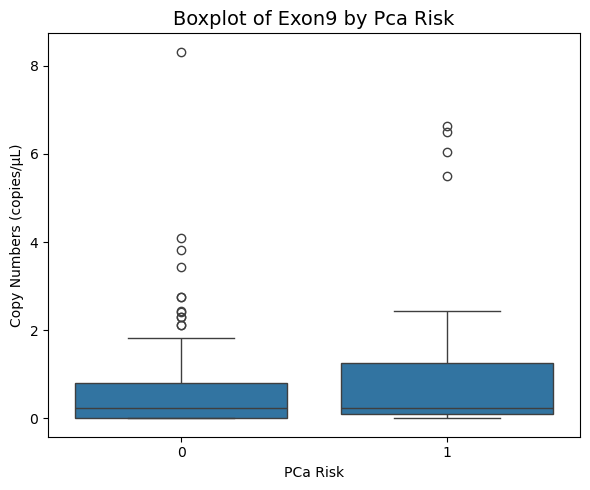 Boxplot of Exon9 by Pca Risk
Copy Numbers (copies/μL)
8
6
4
2
0
0 1
PCa Risk